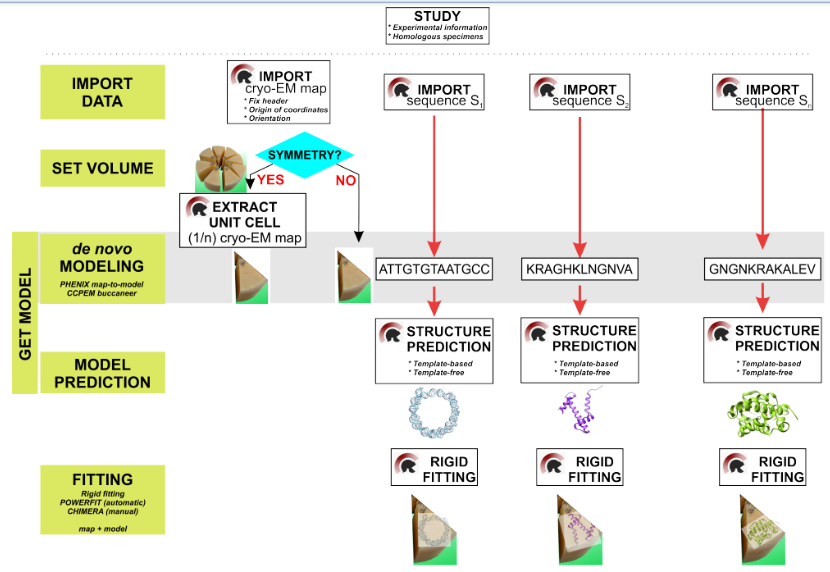 STUDY
* Experimental information
* Homologous specimens
IMPORT
DATA
IMPORT
cryo-EM map
* Fix header
* Origin of coordinates
* Orientation
IMPORT
sequence S1
IMPORT
sequence S2
IMPORT
sequence Sn
SET VOLUME
SYMMETRY?
YES
NO
EXTRACT
UNIT CELL
(1/n) cryo-EM map
GET MODEL
de novo
MODELING
PHENIX map-to-model
CCPEM buccaneer
ATTGTGTAATGCC
KRAGHKLNGNVA
GNGNKRAKALEV
MODEL
PREDICTION
STRUCTURE
PREDICTION
* Template-based
* Template-free
STRUCTURE
PREDICTION
* Template-based
* Template-free
STRUCTURE
PREDICTION
* Template-based
* Template-free
FITTING
Rigid fitting
POWERFIT (automatic)
CHIMERA (manual)
map + model
RIGID
FITTING
RIGID
FITTING
RIGID
FITTING